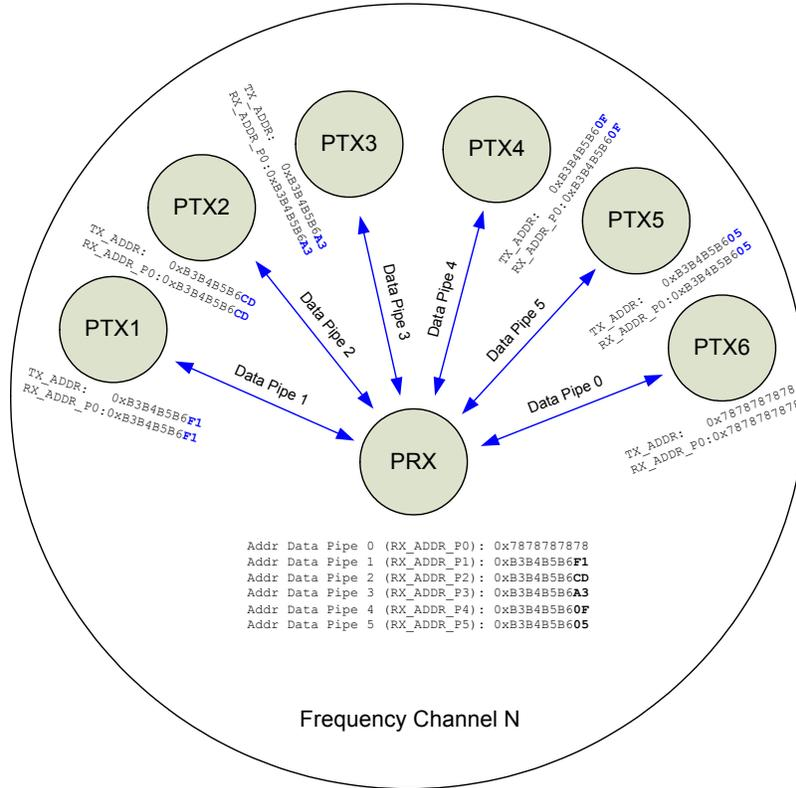 PTX3
PTX4
PTX2
PTX5
PTX1
PTX6
TX_ADDR: 0xB3B4B5B6A3
RX_ADDR_P0:0xB3B4B5B6A3
TX_ADDR: 0xB3B4B5B60F
RX_ADDR_P0:0xB3B4B5B60F
TX_ADDR: 0xB3B4B5B6CD
RX_ADDR_P0:0xB3B4B5B6CD
TX_ADDR: 0xB3B4B5B605
RX_ADDR_P0:0xB3B4B5B605
TX_ADDR: 0xB3B4B5B6F1
RX_ADDR_P0:0xB3B4B5B6F1
TX_ADDR: 0x7878787878
RX_ADDR_P0:0x7878787878
Data Pipe 1
Data Pipe 2
Data Pipe 3
Data Pipe 4
Data Pipe 5
Data Pipe 0
PRX
Addr Data Pipe 0 (RX_ADDR_P0): 0x7878787878
Addr Data Pipe 1 (RX_ADDR_P1): 0xB3B4B5B6F1
Addr Data Pipe 2 (RX_ADDR_P2): 0xB3B4B5B6CD
Addr Data Pipe 3 (RX_ADDR_P3): 0xB3B4B5B6A3
Addr Data Pipe 4 (RX_ADDR_P4): 0xB3B4B5B60F
Addr Data Pipe 5 (RX_ADDR_P5): 0xB3B4B5B605
Frequency Channel N